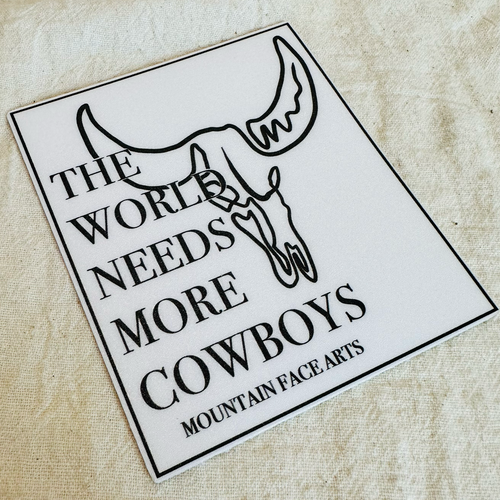 THE
WORLD
NEEDS
MORE
COWBOYS
MOUNTAIN FACE ARTS